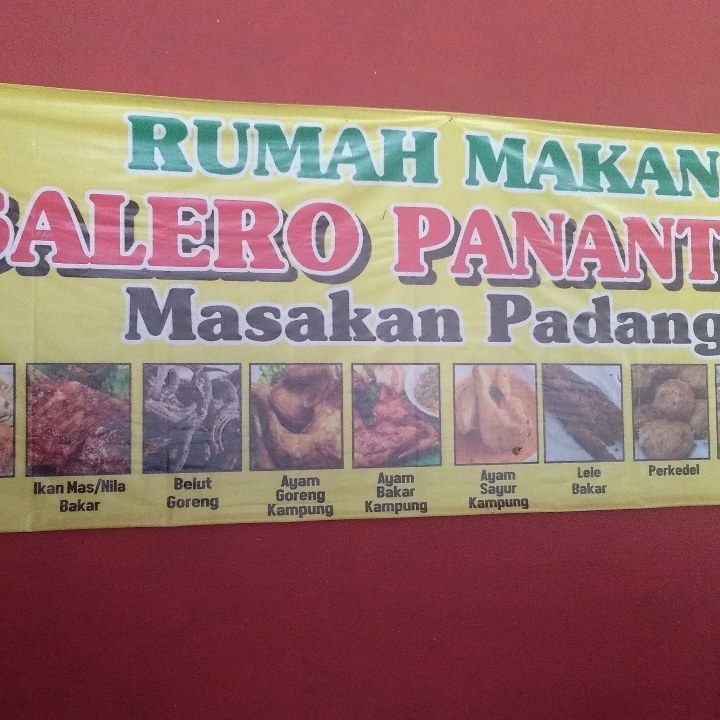 RUMAH MAKAN
SALERO PANANT
Masakan Padang
Ikan Mas/Nila
Bakar
Belut
Goreng
Ayam
Goreng
Kampung
Ayam
Bakar
Kampung
Ayam
Sayur
Kampung
Lele
Bakar
Perkedel